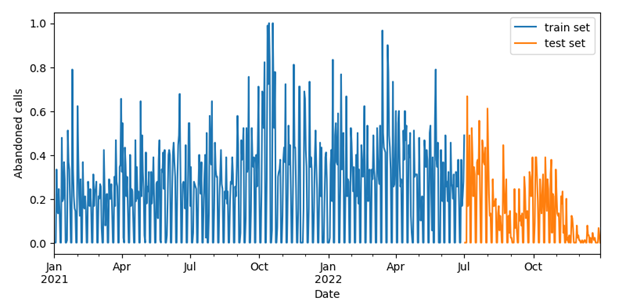 train set
test set
1.0
0.8
0.6
0.4
0.2
0.0
Abandoned calls
Jan Apr Jul Oct Jan Apr Jul Oct
2021 2022
Date